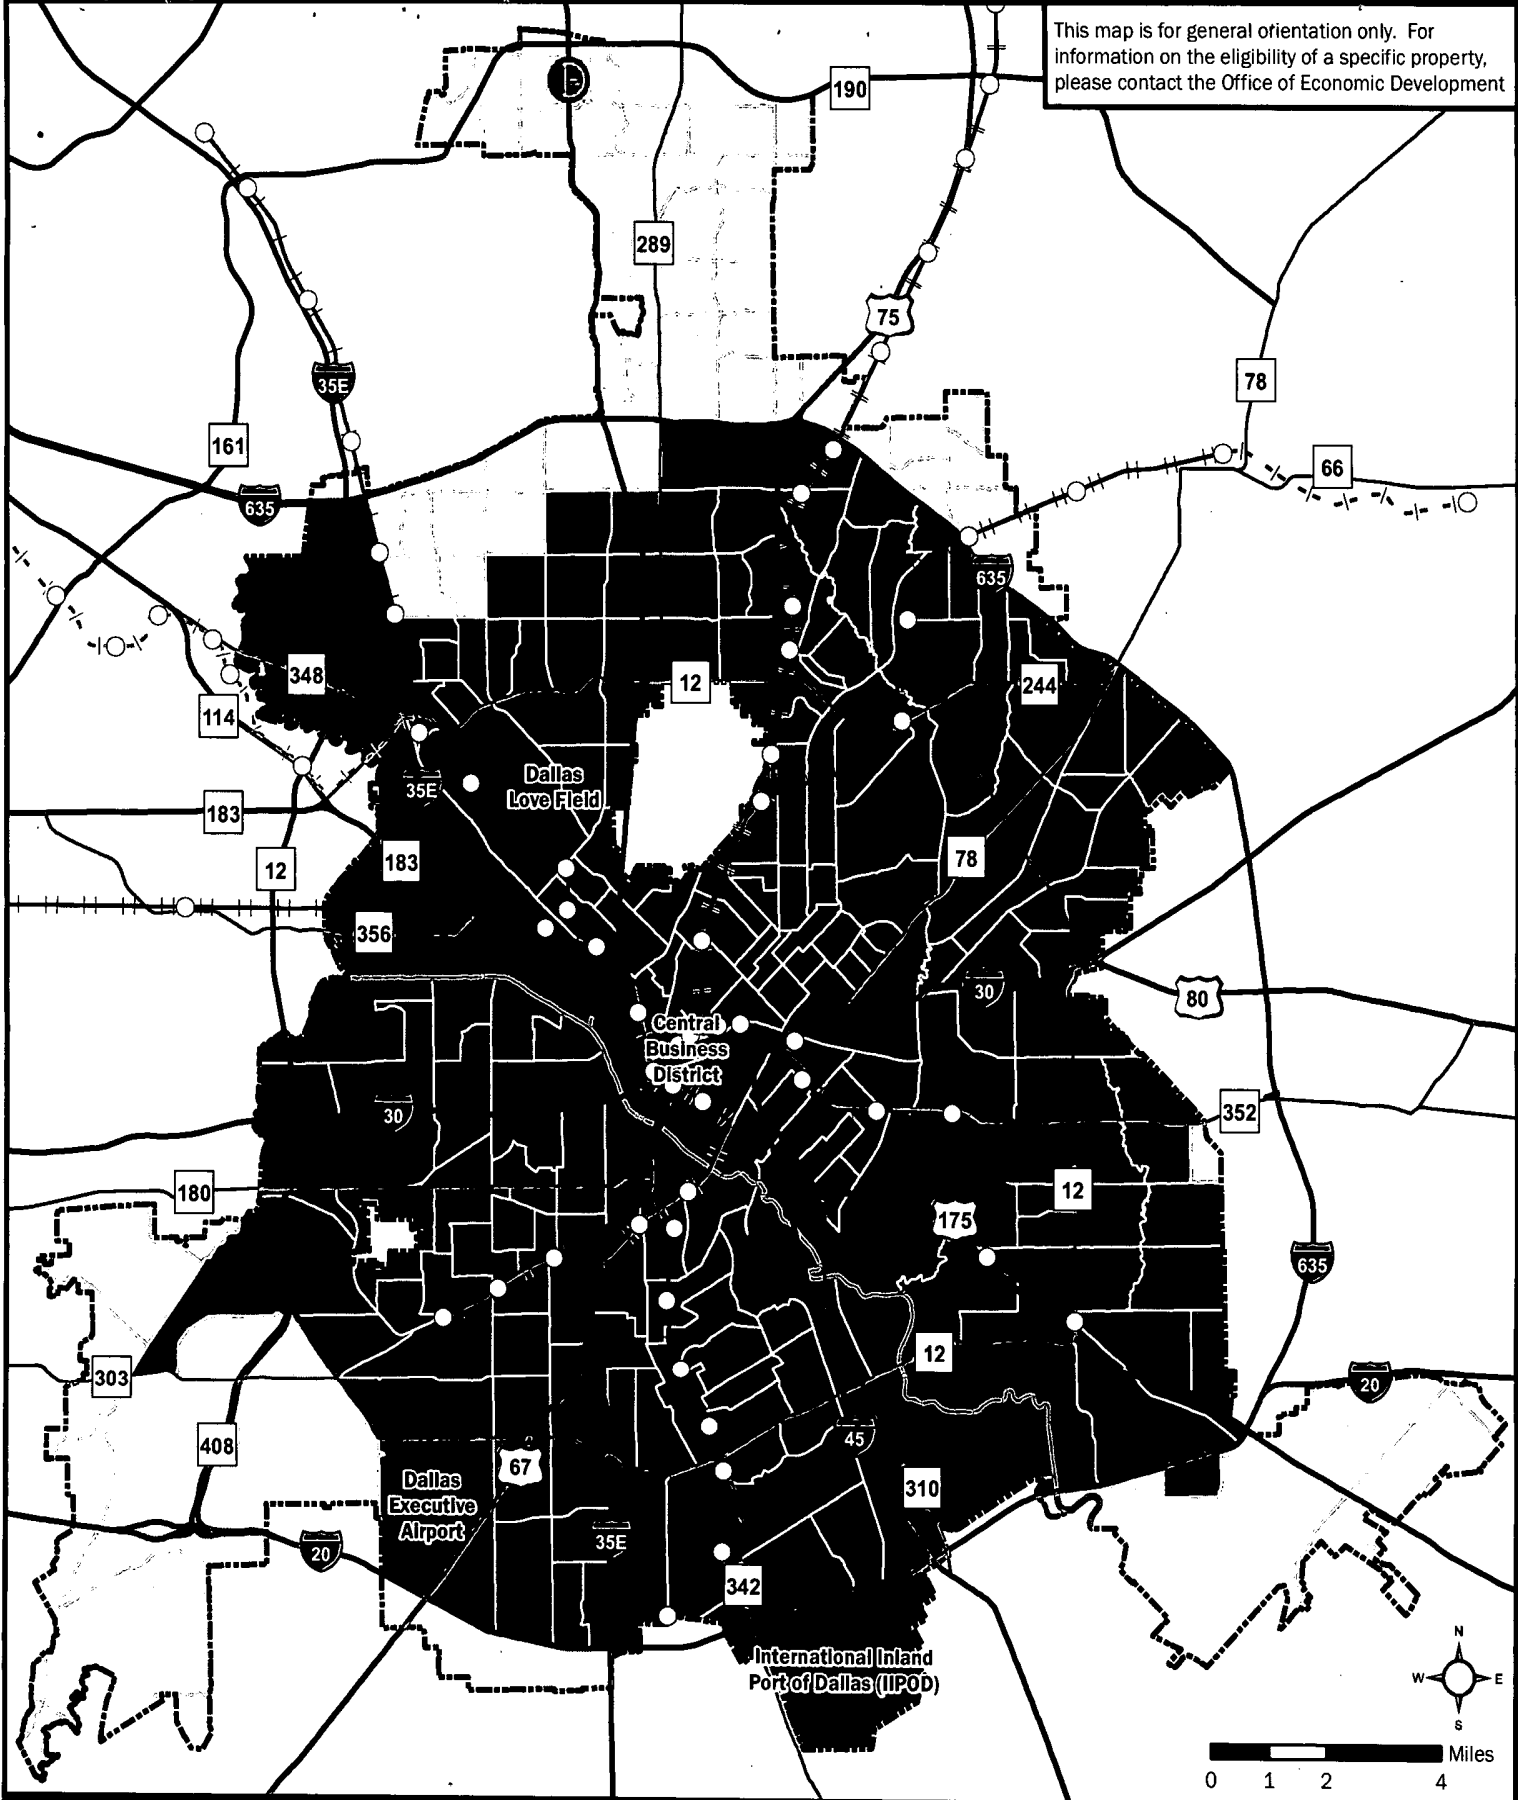 This map is for general orientation only. For
information on the eligibility of a specific property,
please contact the Office of Economic Development
190
289
75
35E
78
161
66
635
635
348
12
244
114
Dallas
Love Field
35E
183
183
78
12
356
30
80
Central
Business
District
30
352
180
12
175
635
303
12
20
408
45
67
Dallas
Executive
Airport
310
35E
20
342
International Inland
Port of Dallas (IIPOD)
N
W
E
S
Miles
0
1
2
4